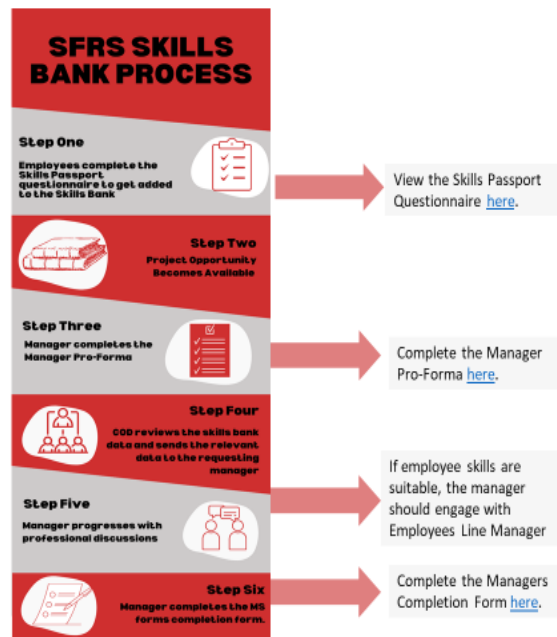 SFRS SKILLS
BANK PROCESS
Step One
Employees complete the
Skills Passport
questionnaire to get added
to the Skills Bank
View the Skills Passport
Questionnaire here.
Step Two
Project Opportunity
Becomes Available
Step Three
Manager completes the
Manager Pro-Forma
Complete the Manager
Pro-Forma here.
Step Four
COD reviews the skills bank
data and sends the relevant
data to the requesting
manager
Step Five
Manager progresses with
professional discussions
If employee skills are
suitable, the manager
should engage with
Employees Line Manager
Step Six
Manager completes the MS
forms completion form.
Complete the Managers
Completion Form here.